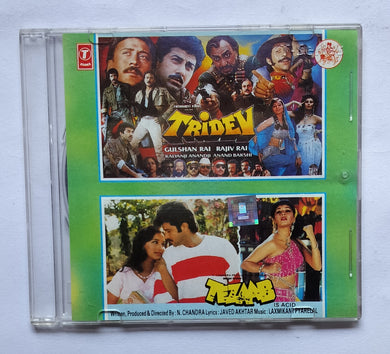 T
TRIDEV
GULSHAN RAI RAJIV RAI
KALYANJI ANANDJI ANAND BAKSHI
TEZAAB
IS ACID
Written, Produced & Directed By : N. CHANDRA Lyrics : JAVED AKHTAR Music : LAXMIKANT PYARELAL